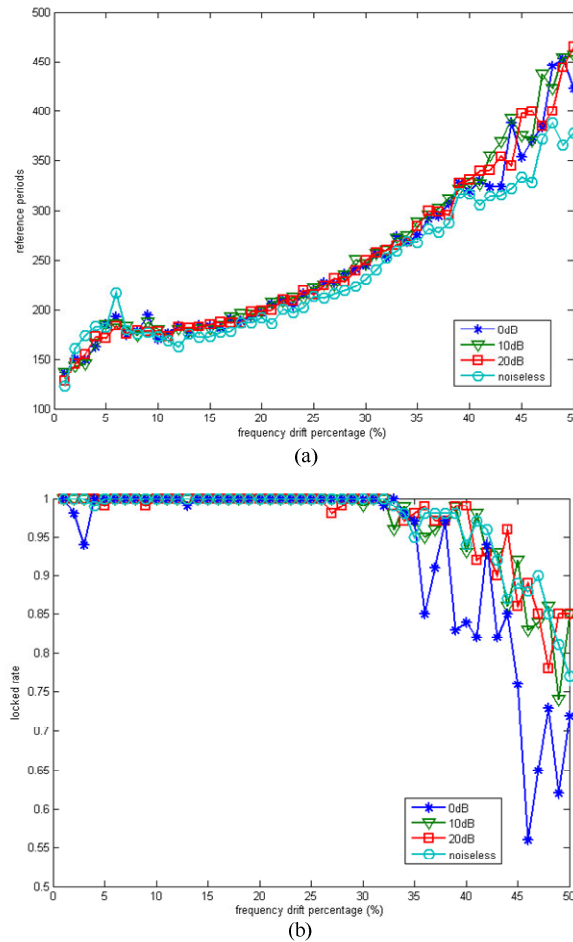 500
450
400
350
300
250
200
150
100
reference periods
0dB
10dB
20dB
noiseless
0 5 10 15 20 25 30 35 40 45 50
frequency drift percentage (%)
(a)
1
0.95
0.9
0.85
0.8
0.75
0.7
0.65
0.6
0.55
0.5
locked rate
0dB
10dB
20dB
noiseless
0 5 10 15 20 25 30 35 40 45 50
frequency drift percentage (%)
(b)